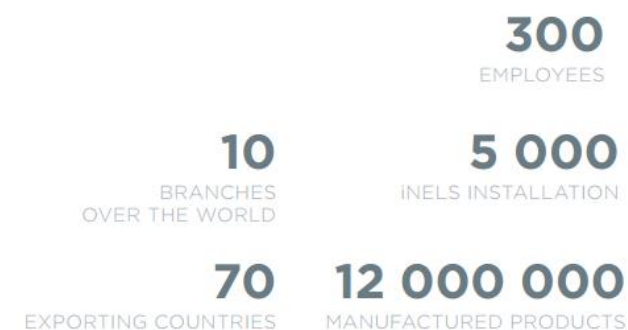 300
EMPLOYEES
10
BRANCHES
OVER THE WORLD
5 000
iNELS INSTALLATION
70
EXPORTING COUNTRIES
12 000 000
MANUFACTURED PRODUCTS